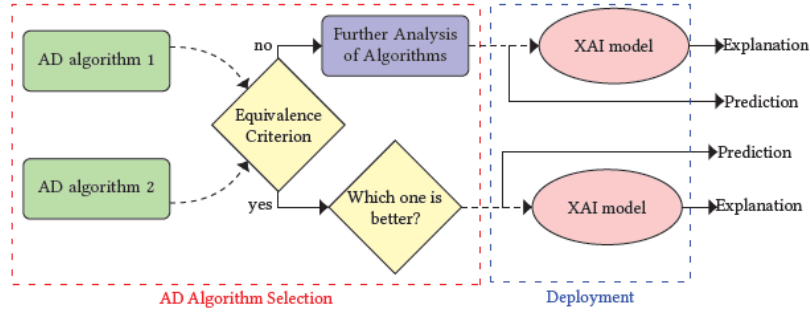 AD algorithm 1
AD algorithm 2
Equivalence
Criterion
no
yes
Further Analysis
of Algorithms
Which one is
better?
XAI model
Explanation
Prediction
Prediction
XAI model
Explanation
AD Algorithm Selection
Deployment